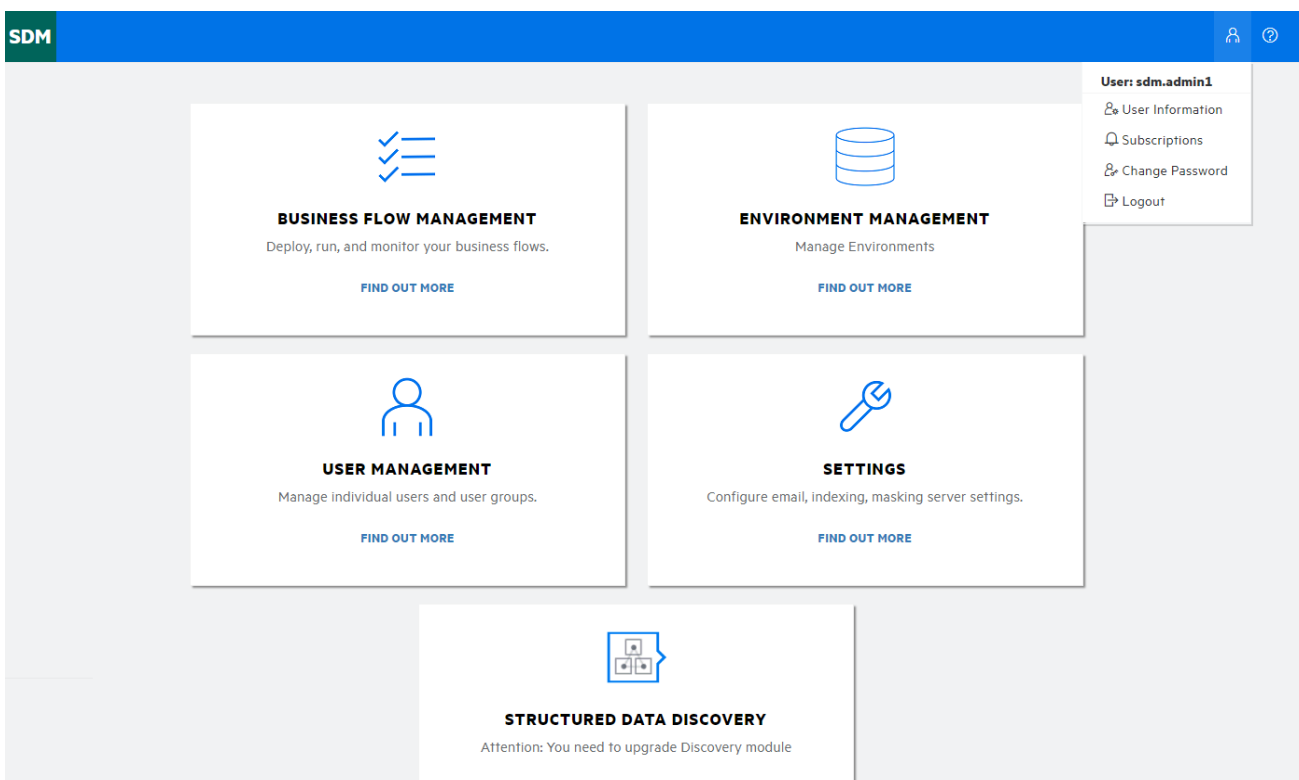 SDM
User: sdm.admin1
User Information
Subscriptions
Change Password
Logout
BUSINESS FLOW MANAGEMENT
Deploy, run, and monitor your business flows.
FIND OUT MORE
ENVIRONMENT MANAGEMENT
Manage Environments
FIND OUT MORE
USER MANAGEMENT
Manage individual users and user groups.
FIND OUT MORE
SETTINGS
Configure email, indexing, masking server settings.
FIND OUT MORE
STRUCTURED DATA DISCOVERY
Attention: You need to upgrade Discovery module